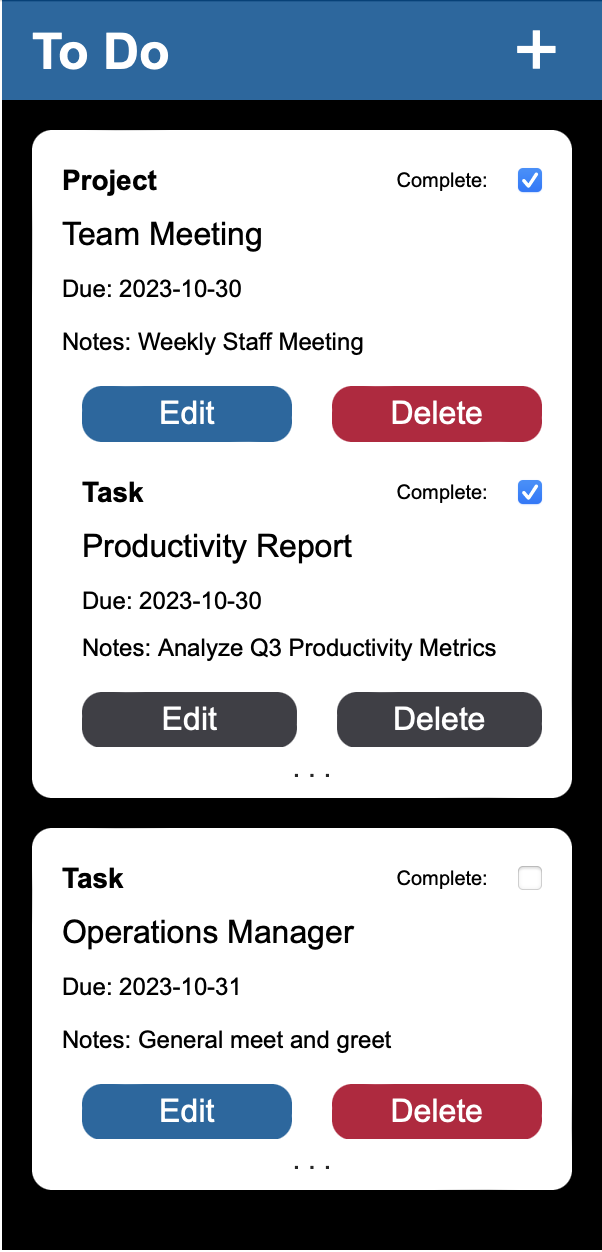 To Do +
Project Complete:
Team Meeting
Due: 2023-10-30
Notes: Weekly Staff Meeting
Edit Delete
Task Complete:
Productivity Report
Due: 2023-10-30
Notes: Analyze Q3 Productivity Metrics
Edit Delete
. . .
Task Complete:
Operations Manager
Due: 2023-10-31
Notes: General meet and greet
Edit Delete
. . .